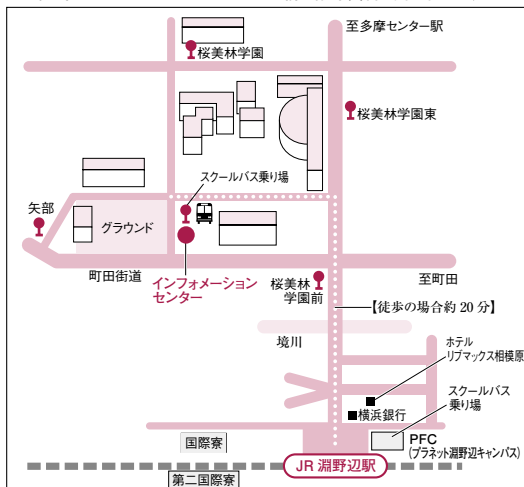 至多摩センター駅
桜美林学園
桜美林学園東
スクールバス乗り場
矢部
グラウンド
町田街道
インフォメーション
センター
桜美林
学園前
至町田
【徒歩の場合約20分】
境川
ホテル
リブマックス相模原
スクールバス
乗り場
横浜銀行
PFC
(プラネット淵野辺キャンパス)
国際寮
JR 淵野辺駅
第二国際寮